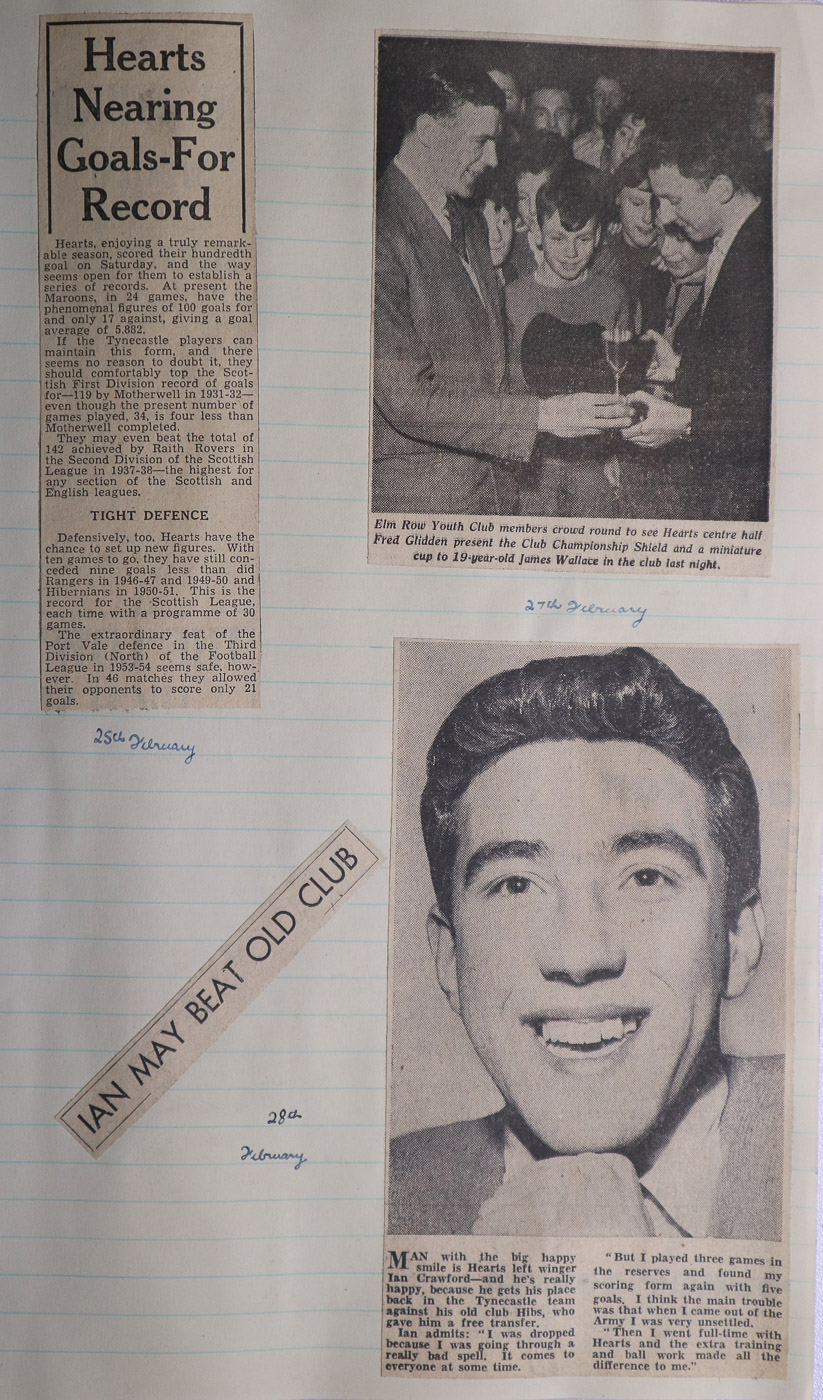 Hearts
Nearing
Goals-For
Record
Hearts, enjoying a truly remark-
able season, scored their hundredth
goal on Saturday, and the way
seems open for them to establish a
series of records. At present the
Maroons, in 24 games, have the
phenomenal figures of 100 goals for
and only 17 against, giving a goal
average of 5.882.
If the Tynecastle players can
maintain this form, and there
seems no reason to doubt it, they
should comfortably top the Scot-
tish First Division record of goals
for—119 by Motherwell in 1931-32—
even though the present number of
games played, 34, is four less than
Motherwell completed.
They may even beat the total of
142 achieved by Raith Rovers in
the Second Division of the Scottish
League in 1937-38—the highest for
any section of the Scottish and
English leagues.
TIGHT DEFENCE
Defensively, too, Hearts have the
chance to set up new figures. With
ten games to go, they have still con-
ceded nine goals less than did
Rangers in 1946-47 and 1949-50 and
Hibernians in 1950-51. This is the
record for the Scottish League,
each time with a programme of 30
games.
The extraordinary feat of the
Port Vale defence in the Third
Division (North) of the Football
League in 1953-54 seems safe, how-
ever. In 46 matches they allowed
their opponents to score only 21
goals.
25th February
Elm Row Youth Club members crowd round to see Hearts centre half
Fred Glidden present the Club Championship Shield and a miniature
cup to 19-year-old James Wallace in the club last night.
27th February
IAN MAY BEAT OLD CLUB
28th
February
MAN with the big happy
smile is Hearts left winger
Ian Crawford—and he's really
happy, because he gets his place
back in the Tynecastle team
against his old club Hibs, who
gave him a free transfer.
Ian admits: "I was dropped
because I was going through a
really bad spell. It comes to
everyone at some time.
"But I played three games in
the reserves and found my
scoring form again with five
goals. I think the main trouble
was that when I came out of the
Army I was very unsettled.
"Then I went full-time with
Hearts and the extra training
and ball work made all the
difference to me."